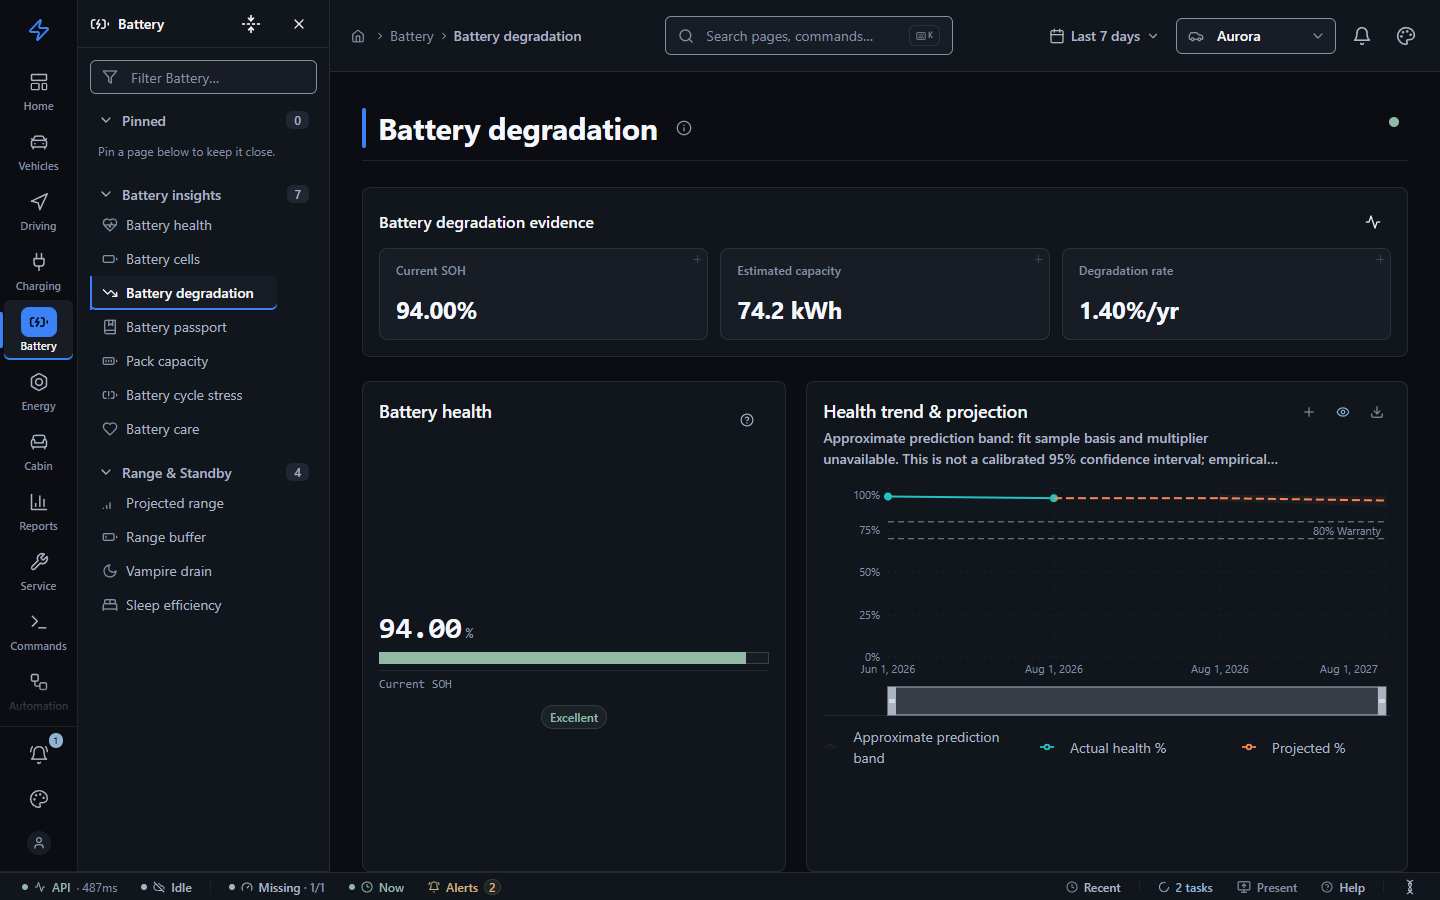 Home
Vehicles
Driving
Charging
Battery
Energy
Cabin
Reports
Service
Commands
Automation
1
Battery
Filter Battery...
Pinned 0
Pin a page below to keep it close.
Battery insights 7
Battery health
Battery cells
Battery degradation
Battery passport
Pack capacity
Battery cycle stress
Battery care
Range & Standby 4
Projected range
Range buffer
Vampire drain
Sleep efficiency
Battery Battery degradation
Search pages, commands... K
Last 7 days
Aurora
Battery degradation
Battery degradation evidence
Current SOH
94.00%
Estimated capacity
74.2 kWh
Degradation rate
1.40%/yr
Battery health
94.00 %
Current SOH
Excellent
Health trend & projection
Approximate prediction band: fit sample basis and multiplier
unavailable. This is not a calibrated 95% confidence interval; empirical...
100%
75%
80% Warranty
50%
25%
0%
Jun 1, 2026 Aug 1, 2026 Aug 1, 2026 Aug 1, 2027
Approximate prediction
band
Actual health %
Projected %
API · 487ms Idle Missing · 1/1 Now Alerts 2 Recent 2 tasks Present Help